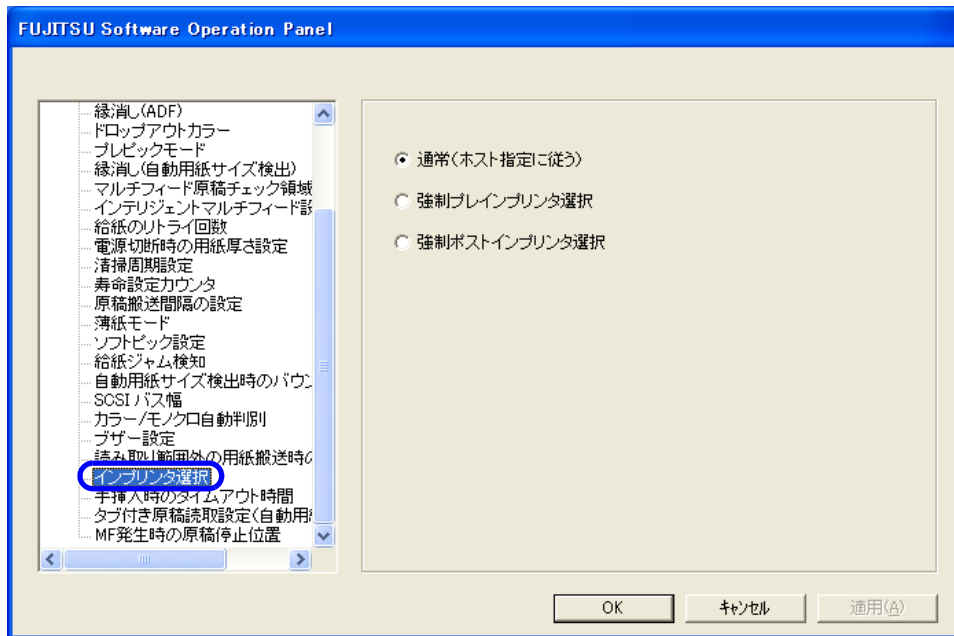 FUJITSU Software Operation Panel
縁消し(ADF)
ドロップアウトカラー
プレピックモード
縁消し(自動用紙サイズ検出)
マルチフィード原稿チェック領域
インテリジェントマルチフィード設
給紙のリトライ回数
電源切断時の用紙厚さ設定
清掃周期設定
寿命設定カウンタ
原稿搬送間隔の設定
薄紙モード
ソフトピック設定
給紙ジャム検知
自動用紙サイズ検出時のバウン
SCSI バス幅
カラー/モノクロ自動判別
ブザー設定
読み取り範囲外の用紙搬送時の
インプリンタ選択
手挿入時のタイムアウト時間
タブ付き原稿読取設定(自動用
MF発生時の原稿停止位置
通常(ホスト指定に従う)
強制プレインプリンタ選択
強制ポストインプリンタ選択
OK
キャンセル
適用(A)